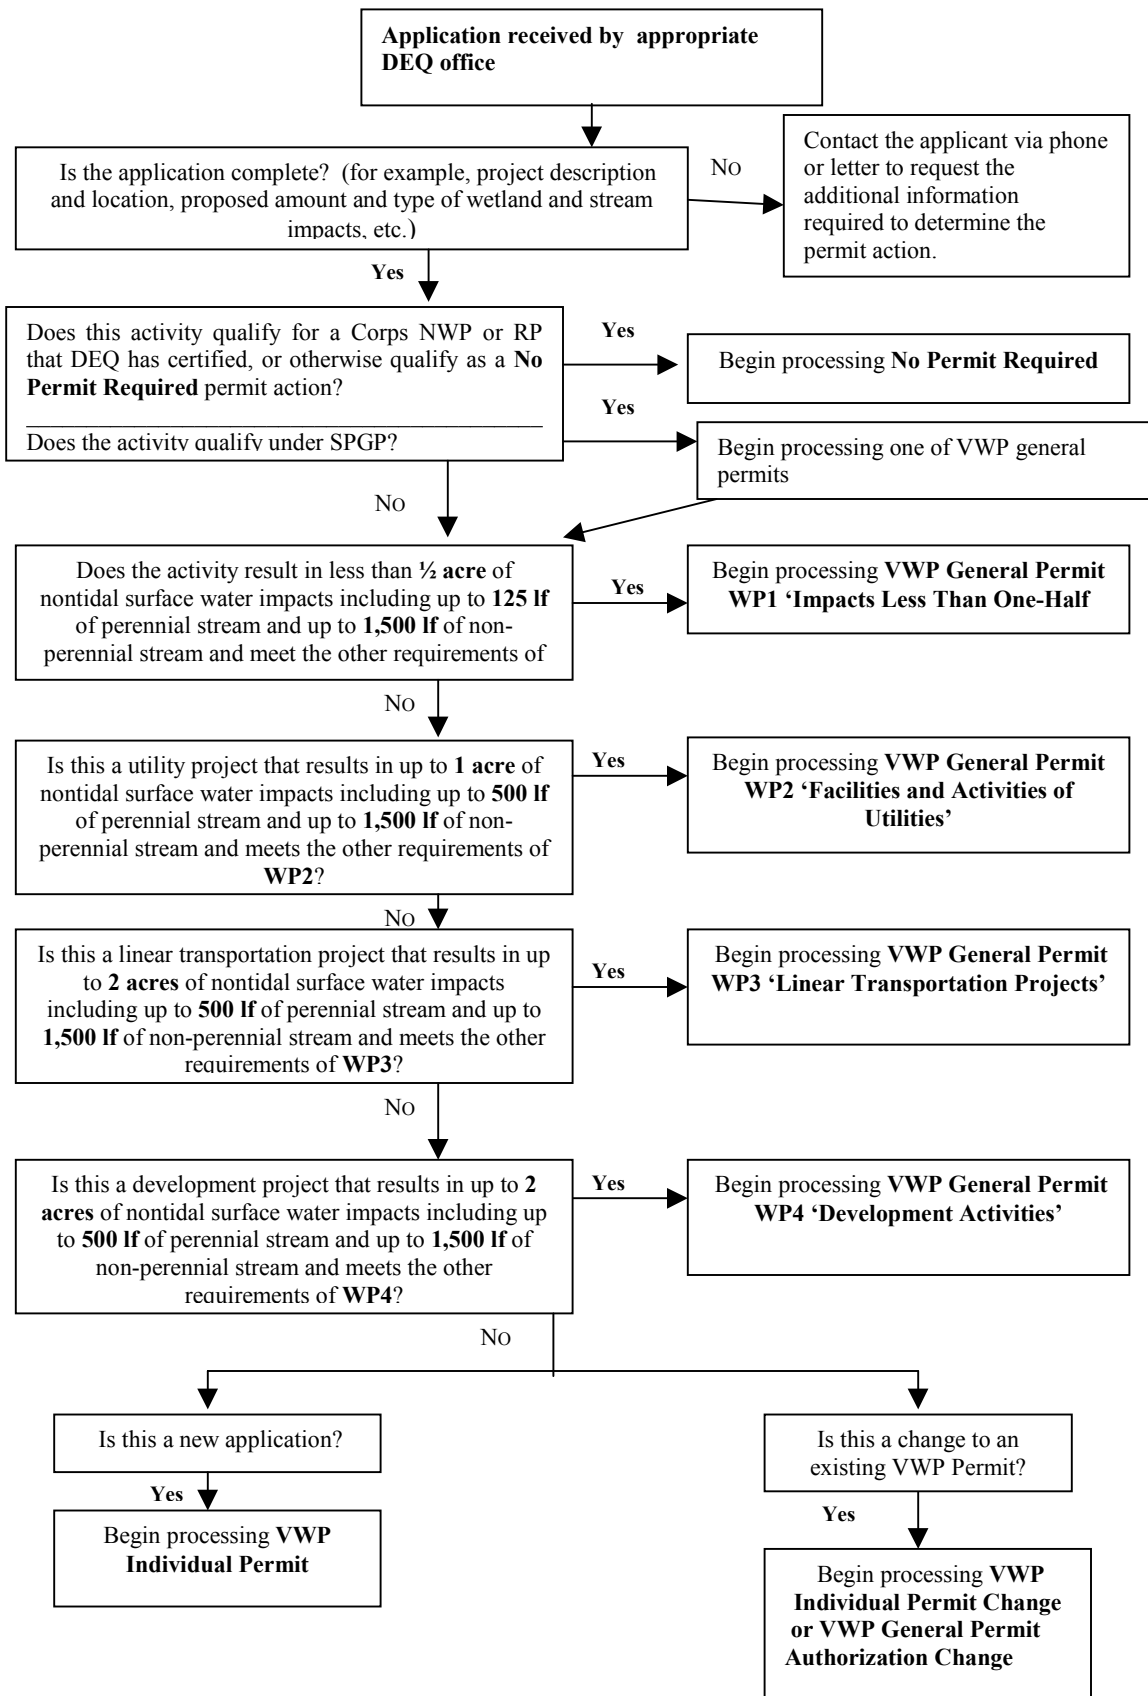 Application received by appropriate
DEQ office
Is the application complete? (for example, project description
and location, proposed amount and type of wetland and stream
impacts, etc.)
No
Contact the applicant via phone
or letter to request the
additional information
required to determine the
permit action.
Yes
Does this activity qualify for a Corps NWP or RP
that DEQ has certified, or otherwise qualify as a No
Permit Required permit action?
Does the activity qualify under SPGP?
Yes
Begin processing No Permit Required
Yes
Begin processing one of VWP general
permits
No
Does the activity result in less than ½ acre of
nontidal surface water impacts including up to 125 lf
of perennial stream and up to 1,500 lf of non-
perennial stream and meet the other requirements of
Yes
Begin processing VWP General Permit
WP1 ‘Impacts Less Than One-Half
No
Is this a utility project that results in up to 1 acre of
nontidal surface water impacts including up to 500 lf
of perennial stream and up to 1,500 lf of non-
perennial stream and meets the other requirements of
WP2?
Yes
Begin processing VWP General Permit
WP2 ‘Facilities and Activities of
Utilities’
No
Is this a linear transportation project that results in up
to 2 acres of nontidal surface water impacts
including up to 500 lf of perennial stream and up to
1,500 lf of non-perennial stream and meets the other
requirements of WP3?
Yes
Begin processing VWP General Permit
WP3 ‘Linear Transportation Projects’
No
Is this a development project that results in up to 2
acres of nontidal surface water impacts including up
to 500 lf of perennial stream and up to 1,500 lf of
non-perennial stream and meets the other
requirements of WP4?
Yes
Begin processing VWP General Permit
WP4 ‘Development Activities’
No
Is this a new application?
Yes
Begin processing VWP
Individual Permit
Is this a change to an
existing VWP Permit?
Yes
Begin processing VWP
Individual Permit Change
or VWP General Permit
Authorization Change